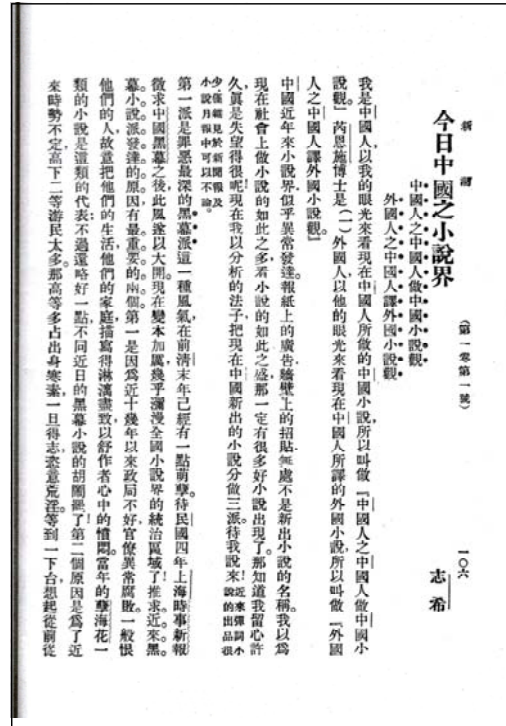 新潮
(第一卷第一號)
一〇六
今日中國之小說界
志希
中國人之中國人做中國小說觀
外國人之中國人譯外國小說觀
我是中國人以我的眼光來看現在中國人所做的中國小說,所以叫做『中國人之中國人做中國小
說觀』芮恩施博士是(一)外國人以他的眼光來看現在中國人所譯的外國小說,所以叫做『外國
人之中國人譯外國小說觀』
中國近年來小說界,似乎異常發達報紙上的廣告牆壁上的招貼無處不是新出小說的名稱。我以爲
現在社會上做小說的如此之多,看小說的如此之盛那一定有很多好小說出現了。那知道我留心許
久,眞是失望得很呢!現在我以分析的法子,把現在中國新出的小說分做三派,待我說來!近來彈詞小說的出品很
少僅經見於新聞報及小說月報中可以不論。
第一派是罪惡最深的黑幕派這一種風氣在前清末年已經有一點萌孽。待民國四年上海時事新報
徵求中國黑幕之後此風遂以大開。現在變本加厲幾乎瀰漫全國小說界的統治區域了!推求近來黑
幕小說派發達的原因有最重要的兩個。第一是因爲近十幾年以來政局不好,官僚異常腐敗。一般恨
他們的人,故意把他們的生活他們的家庭描寫得淋漓盡致以舒作者心中的憤悶。當年的孽海花一
類的小說是這類的代表。不過還略好一點,不同近日的黑幕小說的胡鬧罷了!第二個原因是爲了近
來時勢不定高下二等游民太多。那高等多占出身寒素一旦得志,恣意荒淫。等到一下台想起從前從